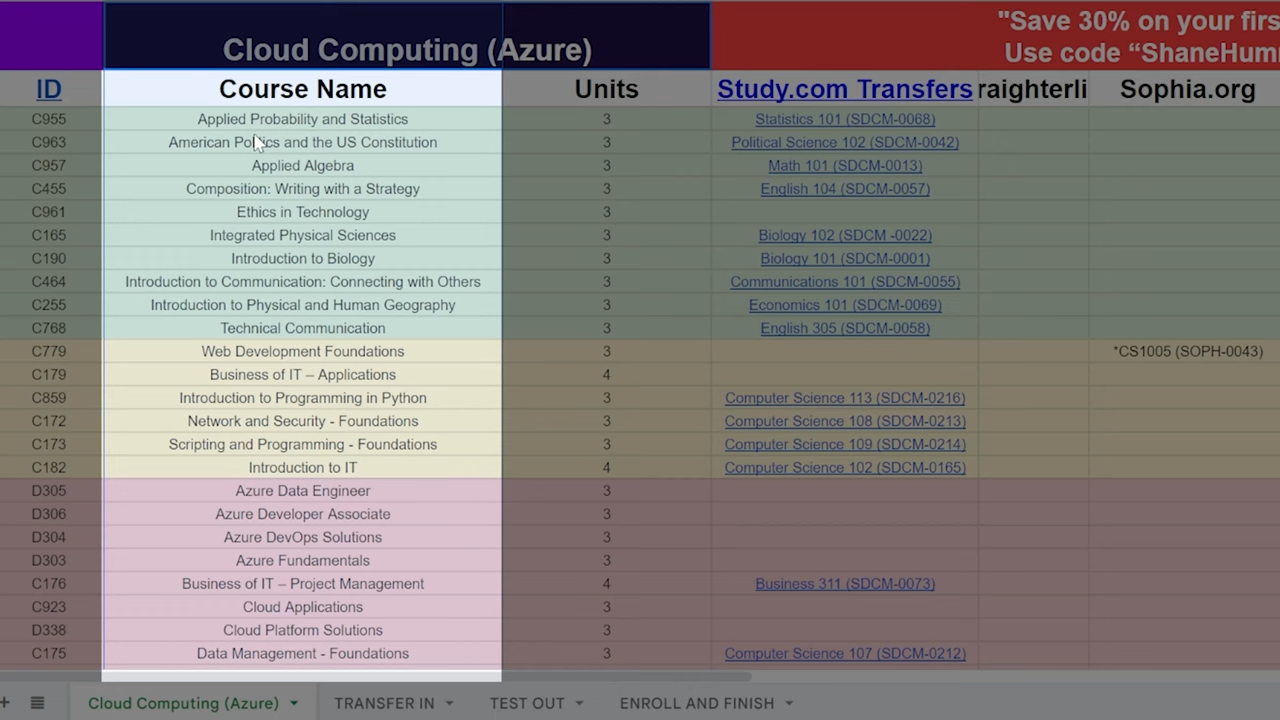 Cloud Computing (Azure)
"Save 30% on your firs
Use code “ShaneHum
ID Course Name Units Study.com Transfers raighterli Sophia.org
C955 Applied Probability and Statistics 3 Statistics 101 (SDCM-0068)
C963 American Politics and the US Constitution 3 Political Science 102 (SDCM-0042)
C957 Applied Algebra 3 Math 101 (SDCM-0013)
C455 Composition: Writing with a Strategy 3 English 104 (SDCM-0057)
C961 Ethics in Technology 3
C165 Integrated Physical Sciences 3 Biology 102 (SDCM -0022)
C190 Introduction to Biology 3 Biology 101 (SDCM-0001)
C464 Introduction to Communication: Connecting with Others 3 Communications 101 (SDCM-0055)
C255 Introduction to Physical and Human Geography 3 Economics 101 (SDCM-0069)
C768 Technical Communication 3 English 305 (SDCM-0058)
C779 Web Development Foundations 3 *CS1005 (SOPH-0043)
C179 Business of IT – Applications 4
C859 Introduction to Programming in Python 3 Computer Science 113 (SDCM-0216)
C172 Network and Security - Foundations 3 Computer Science 108 (SDCM-0213)
C173 Scripting and Programming - Foundations 3 Computer Science 109 (SDCM-0214)
C182 Introduction to IT 4 Computer Science 102 (SDCM-0165)
D305 Azure Data Engineer 3
D306 Azure Developer Associate 3
D304 Azure DevOps Solutions 3
D303 Azure Fundamentals 3
C176 Business of IT – Project Management 4 Business 311 (SDCM-0073)
C923 Cloud Applications 3
D338 Cloud Platform Solutions 3
C175 Data Management - Foundations 3 Computer Science 107 (SDCM-0212)
Cloud Computing (Azure) TRANSFER IN TEST OUT ENROLL AND FINISH